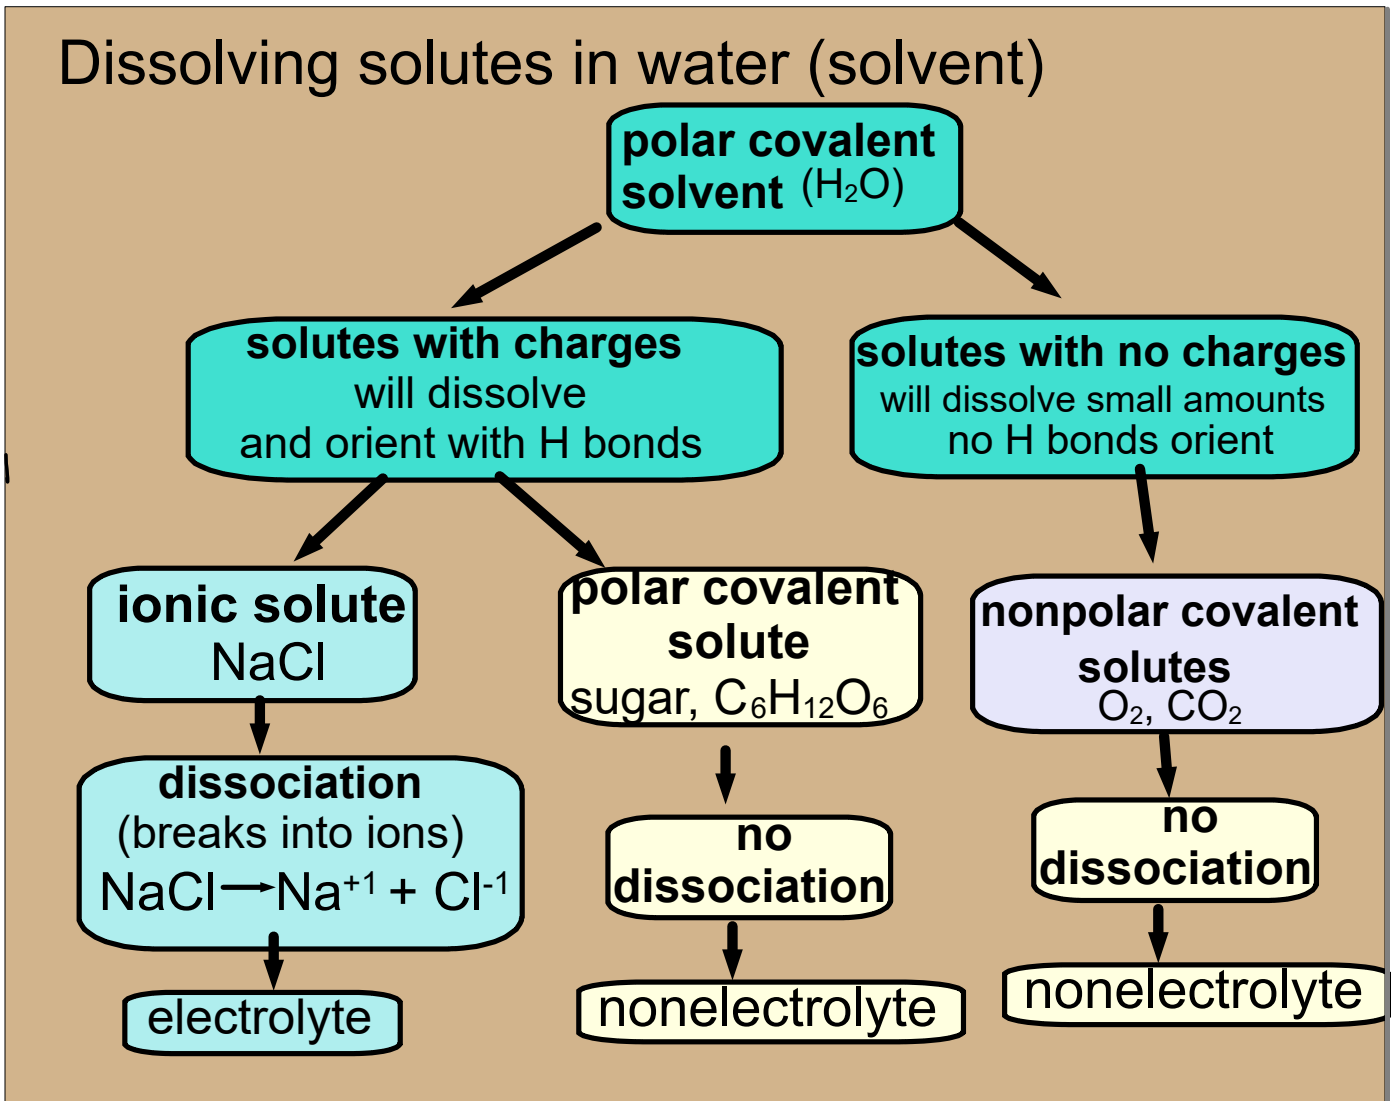 Dissolving solutes in water (solvent)
polar covalent
solvent (H₂O)
solutes with charges
will dissolve
and orient with H bonds
solutes with no charges
will dissolve small amounts
no H bonds orient
ionic solute
NaCl
polar covalent
solute
sugar, C₆H₁₂O₆
nonpolar covalent
solutes
O₂, CO₂
dissociation
(breaks into ions)
NaCl→Na⁺¹ + Cl⁻¹
no
dissociation
no
dissociation
electrolyte
nonelectrolyte
nonelectrolyte